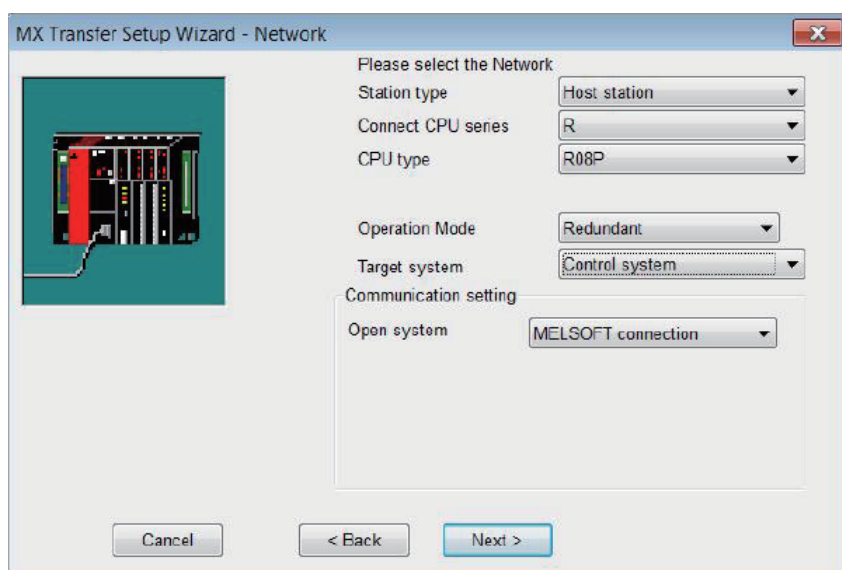 MX Transfer Setup Wizard - Network
Please select the Network
Station type Host station
Connect CPU series R
CPU type R08P
Operation Mode Redundant
Target system Control system
Communication setting
Open system MELSOFT connection
Cancel < Back Next >